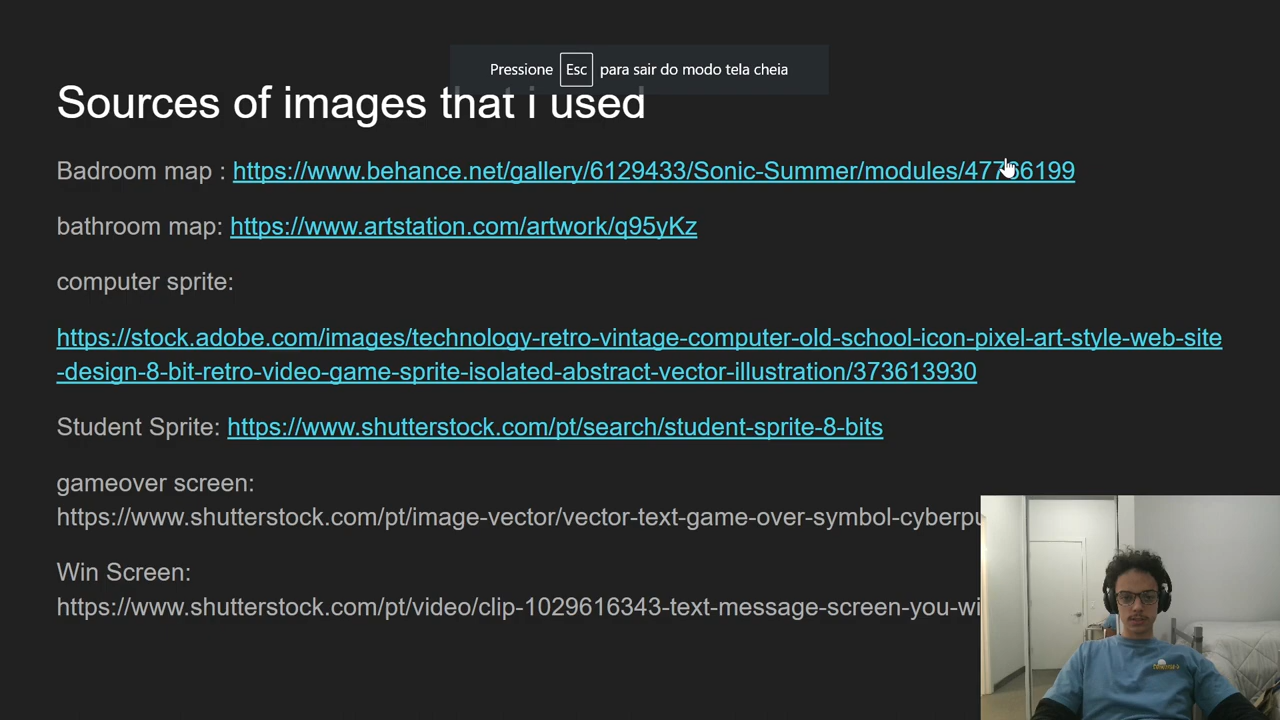 Pressione Esc para sair do modo tela cheia
Sources of images that i used
Badroom map : https://www.behance.net/gallery/6129433/Sonic-Summer/modules/47766199
bathroom map: https://www.artstation.com/artwork/q95yKz
computer sprite:
https://stock.adobe.com/images/technology-retro-vintage-computer-old-school-icon-pixel-art-style-web-site
-design-8-bit-retro-video-game-sprite-isolated-abstract-vector-illustration/373613930
Student Sprite: https://www.shutterstock.com/pt/search/student-sprite-8-bits
gameover screen:
https://www.shutterstock.com/pt/image-vector/vector-text-game-over-symbol-cyberpu
Win Screen:
https://www.shutterstock.com/pt/video/clip-1029616343-text-message-screen-you-wi